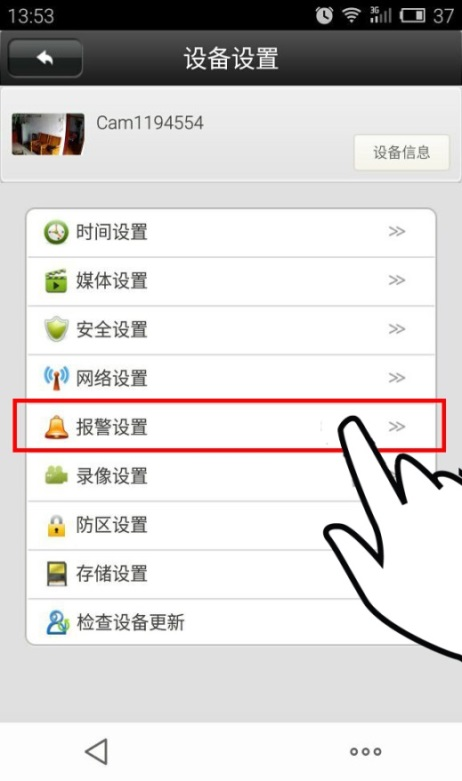 13:53
3G
37
设备设置
Cam1194554
设备信息
时间设置
媒体设置
安全设置
网络设置
报警设置
录像设置
防区设置
存储设置
检查设备更新